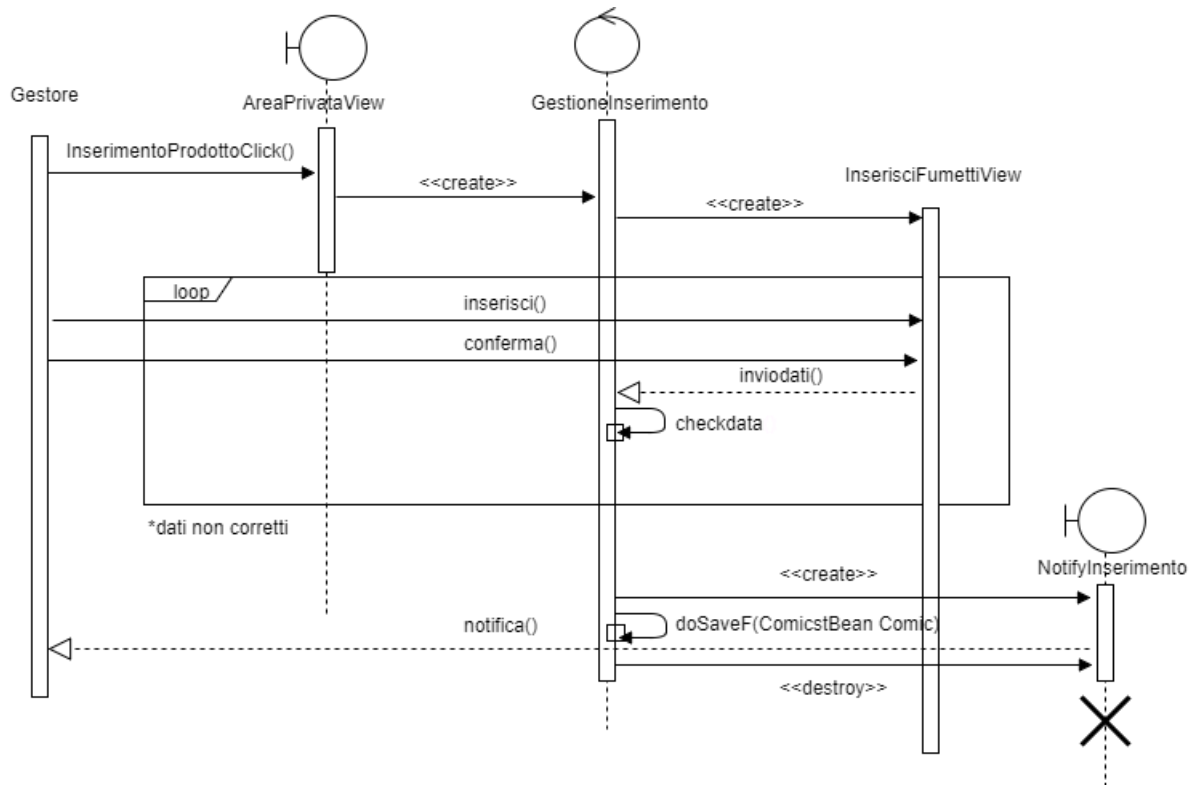 Gestore
AreaPrivataView
GestioneInserimento
InserimentoProdottoClick()
<<create>>
<<create>>
InserisciFumettiView
loop
inserisci()
conferma()
inviodati()
checkdata
*dati non corretti
<<create>>
NotifyInserimento
notifica()
doSaveF(ComicstBean Comic)
<<destroy>>